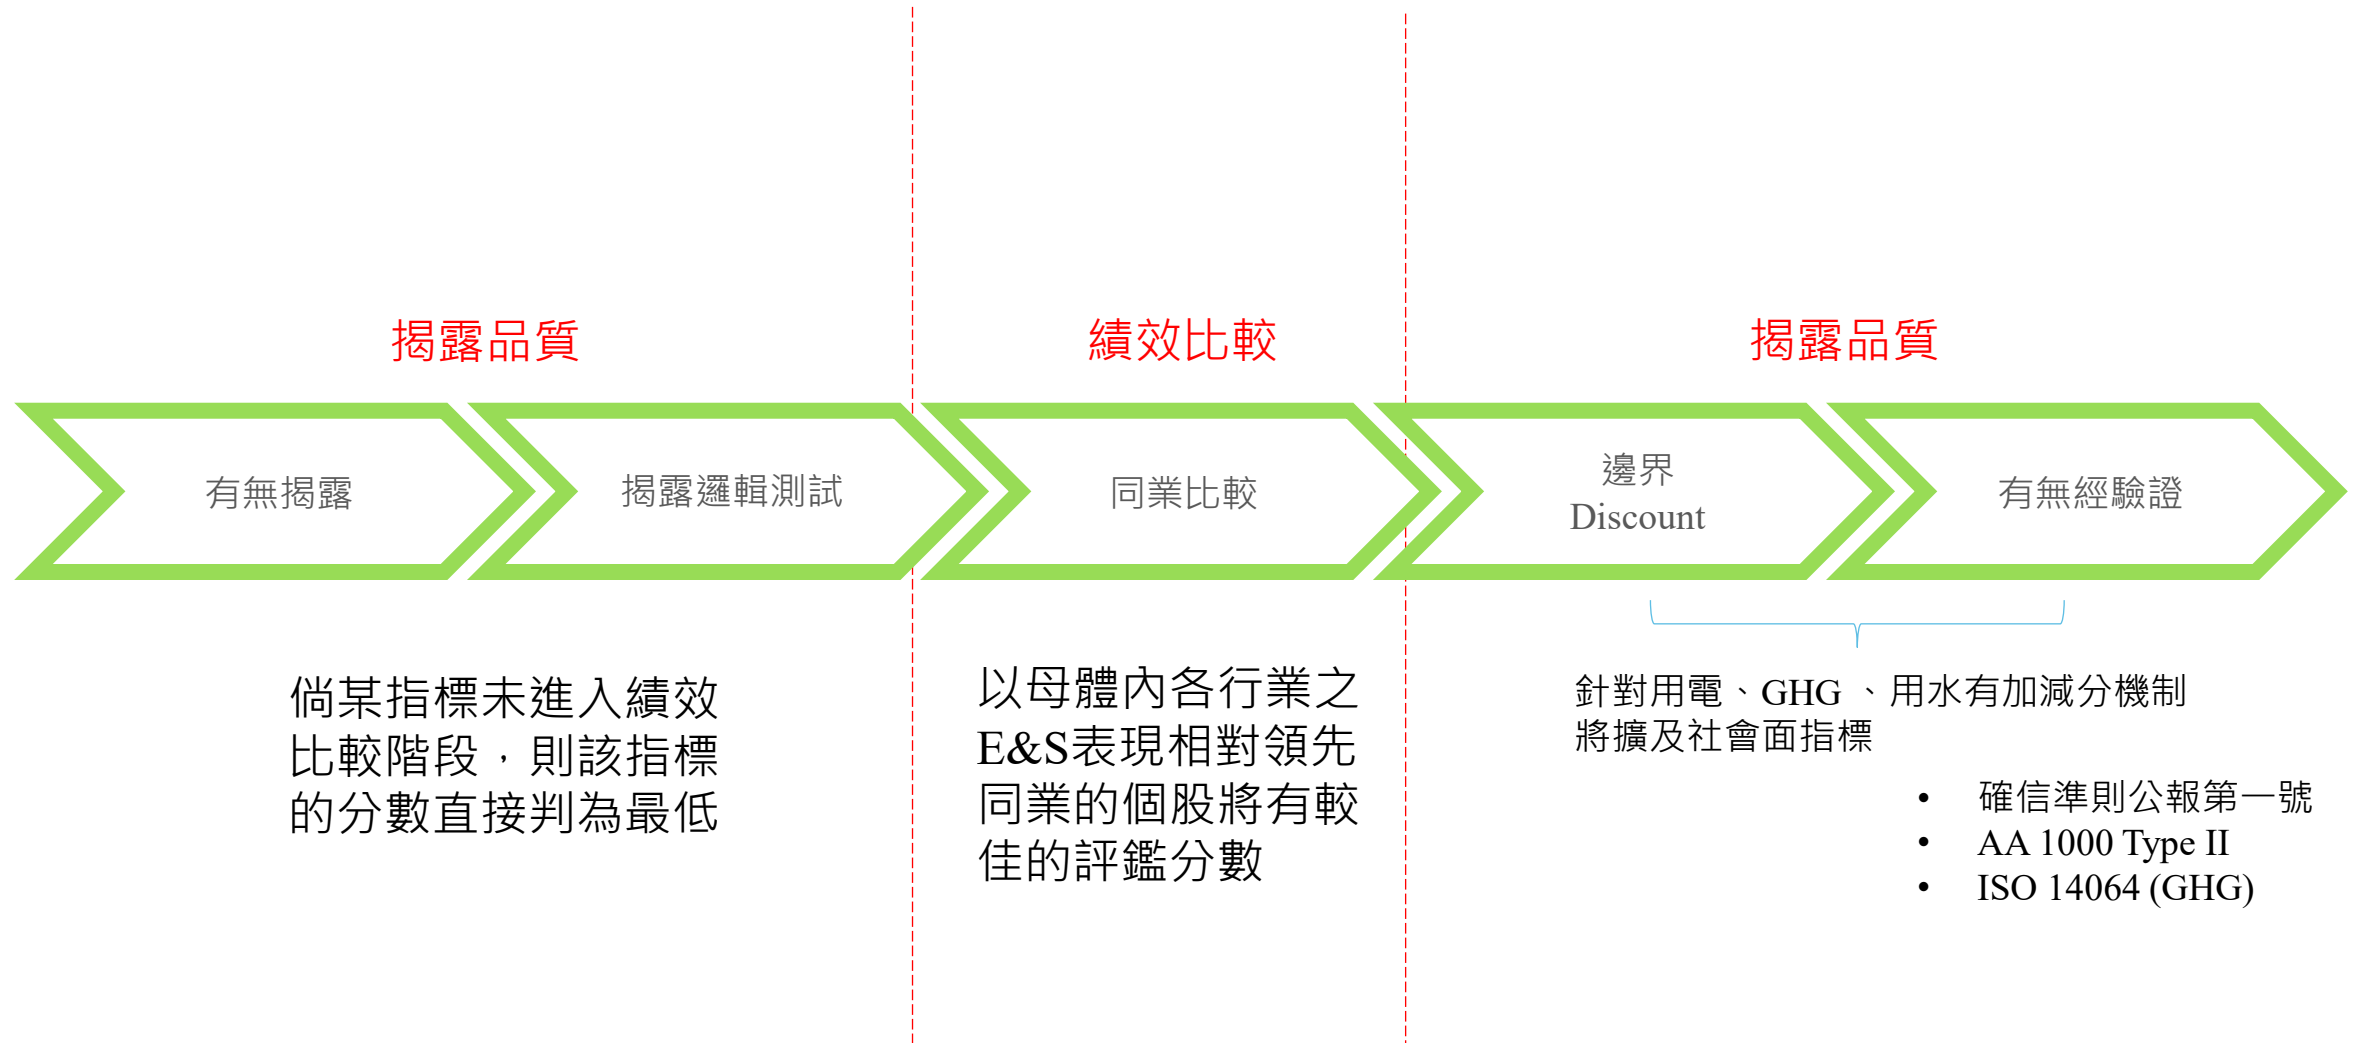 揭露品質
績效比較
揭露品質
有無揭露
揭露邏輯測試
同業比較
邊界
Discount
有無經驗證
倘某指標未進入績效
比較階段，則該指標
的分數直接判為最低
以母體內各行業之
E&S表現相對領先
同業的個股將有較
佳的評鑑分數
針對用電、GHG 、用水有加減分機制
將擴及社會面指標
• 確信準則公報第一號
• AA 1000 Type II
• ISO 14064 (GHG)